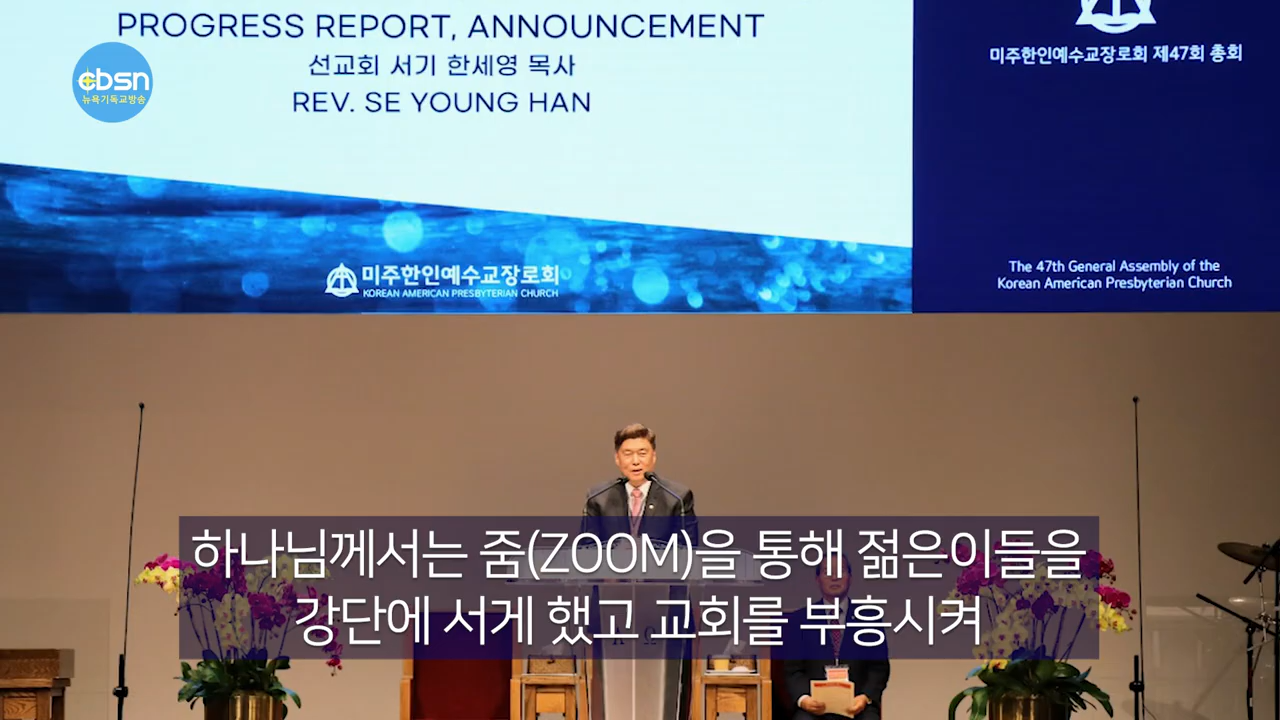 PROGRESS REPORT, ANNOUNCEMENT
선교회 서기 한세영 목사
REV. SE YOUNG HAN
cbsn
뉴욕기독교방송
미주한인예수교장로회 제47회 총회
미주한인예수교장로회
KOREAN AMERICAN PRESBYTERIAN CHURCH
The 47th General Assembly of the
Korean American Presbyterian Church
하나님께서는 줌(ZOOM)을 통해 젊은이들을
강단에 서게 했고 교회를 부흥시켜